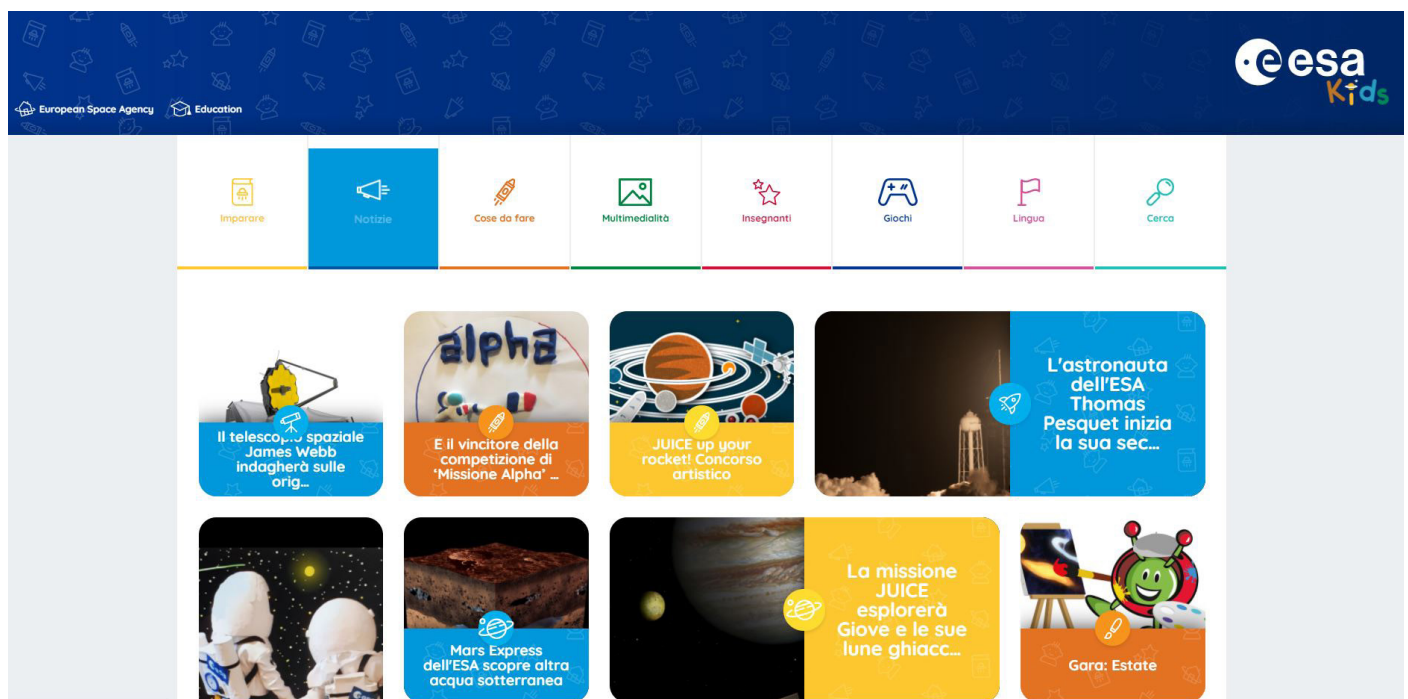 esa
Kids
European Space Agency
Education
Imparare
Notizie
Cose da fare
Multimedialità
Insegnanti
Giochi
Lingua
Cerca
Il telescopio spaziale
James Webb
indagherà sulle
orig...
alpha
E il vincitore della
competizione di
‘Missione Alpha’ ...
JUICE up your
rocket! Concorso
artistico
L'astronauta
dell'ESA
Thomas
Pesquet inizia
la sua sec...
Mars Express
dell'ESA scopre altra
acqua sotterranea
La missione
JUICE
esplorerà
Giove e le sue
lune ghiacc...
Gara: Estate